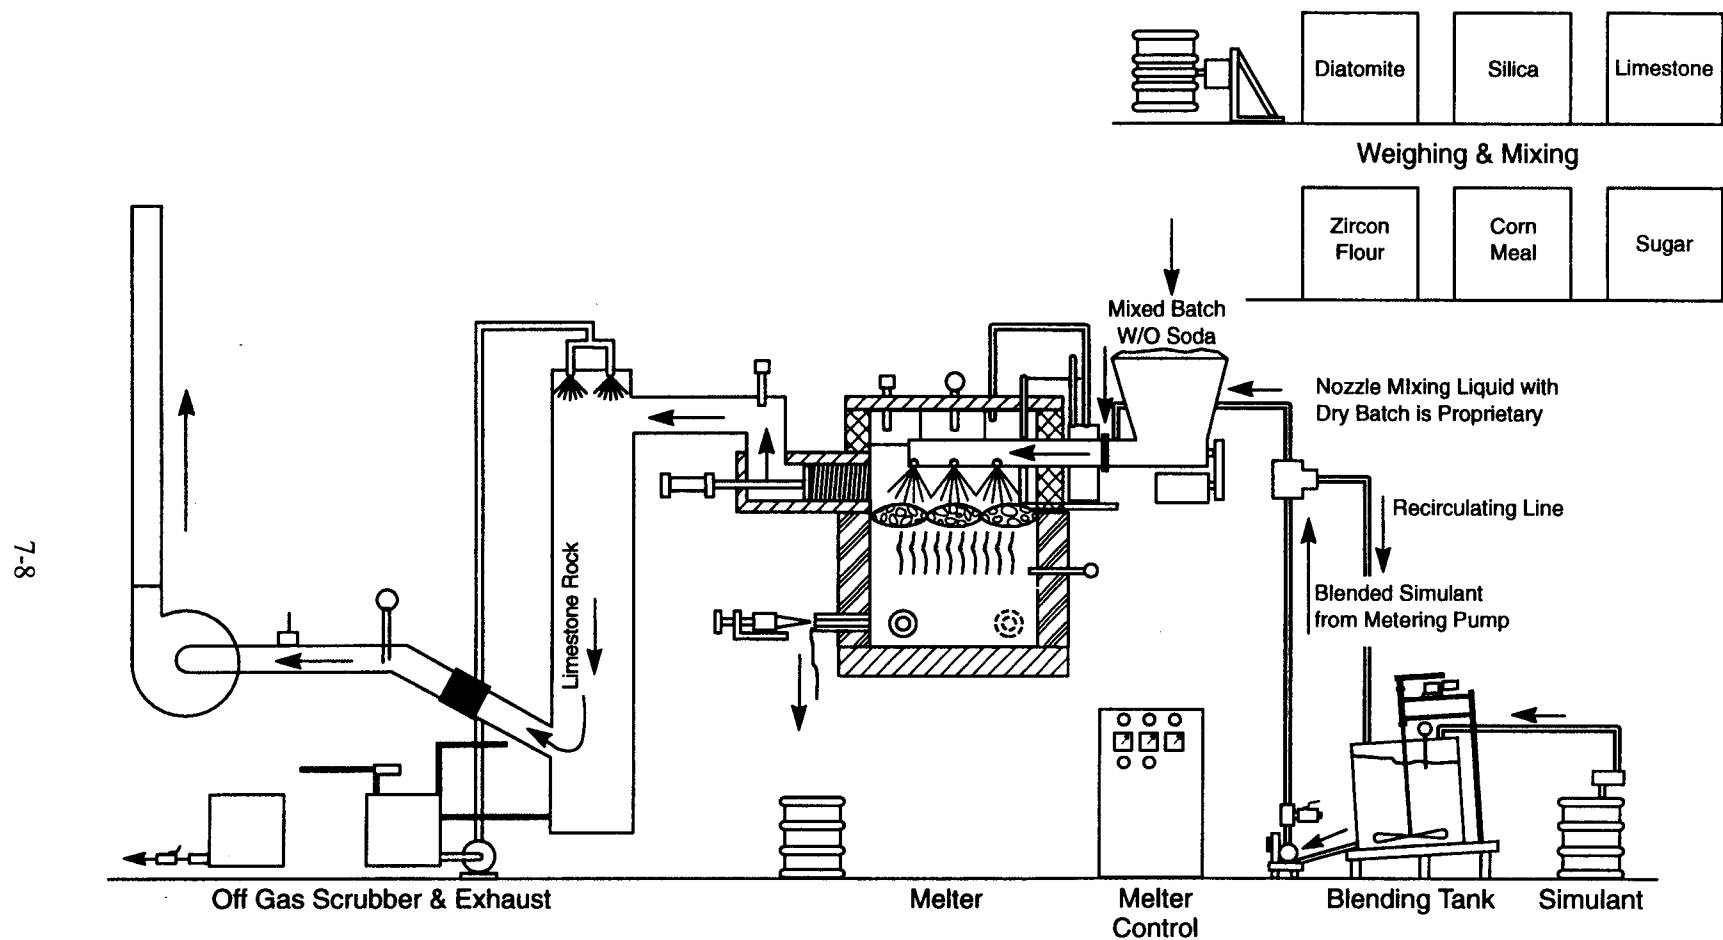 Diatomite
Silica
Limestone
Weighing & Mixing
Zircon
Flour
Corn
Meal
Sugar
Mixed Batch
W/O Soda
Nozzle MIxing Liquid with
Dry Batch is Proprietary
Recirculating Line
Blended Simulant
from Metering Pump
Limestone Rock
7-8
Off Gas Scrubber & Exhaust
Melter
Melter
Control
Blending Tank
Simulant